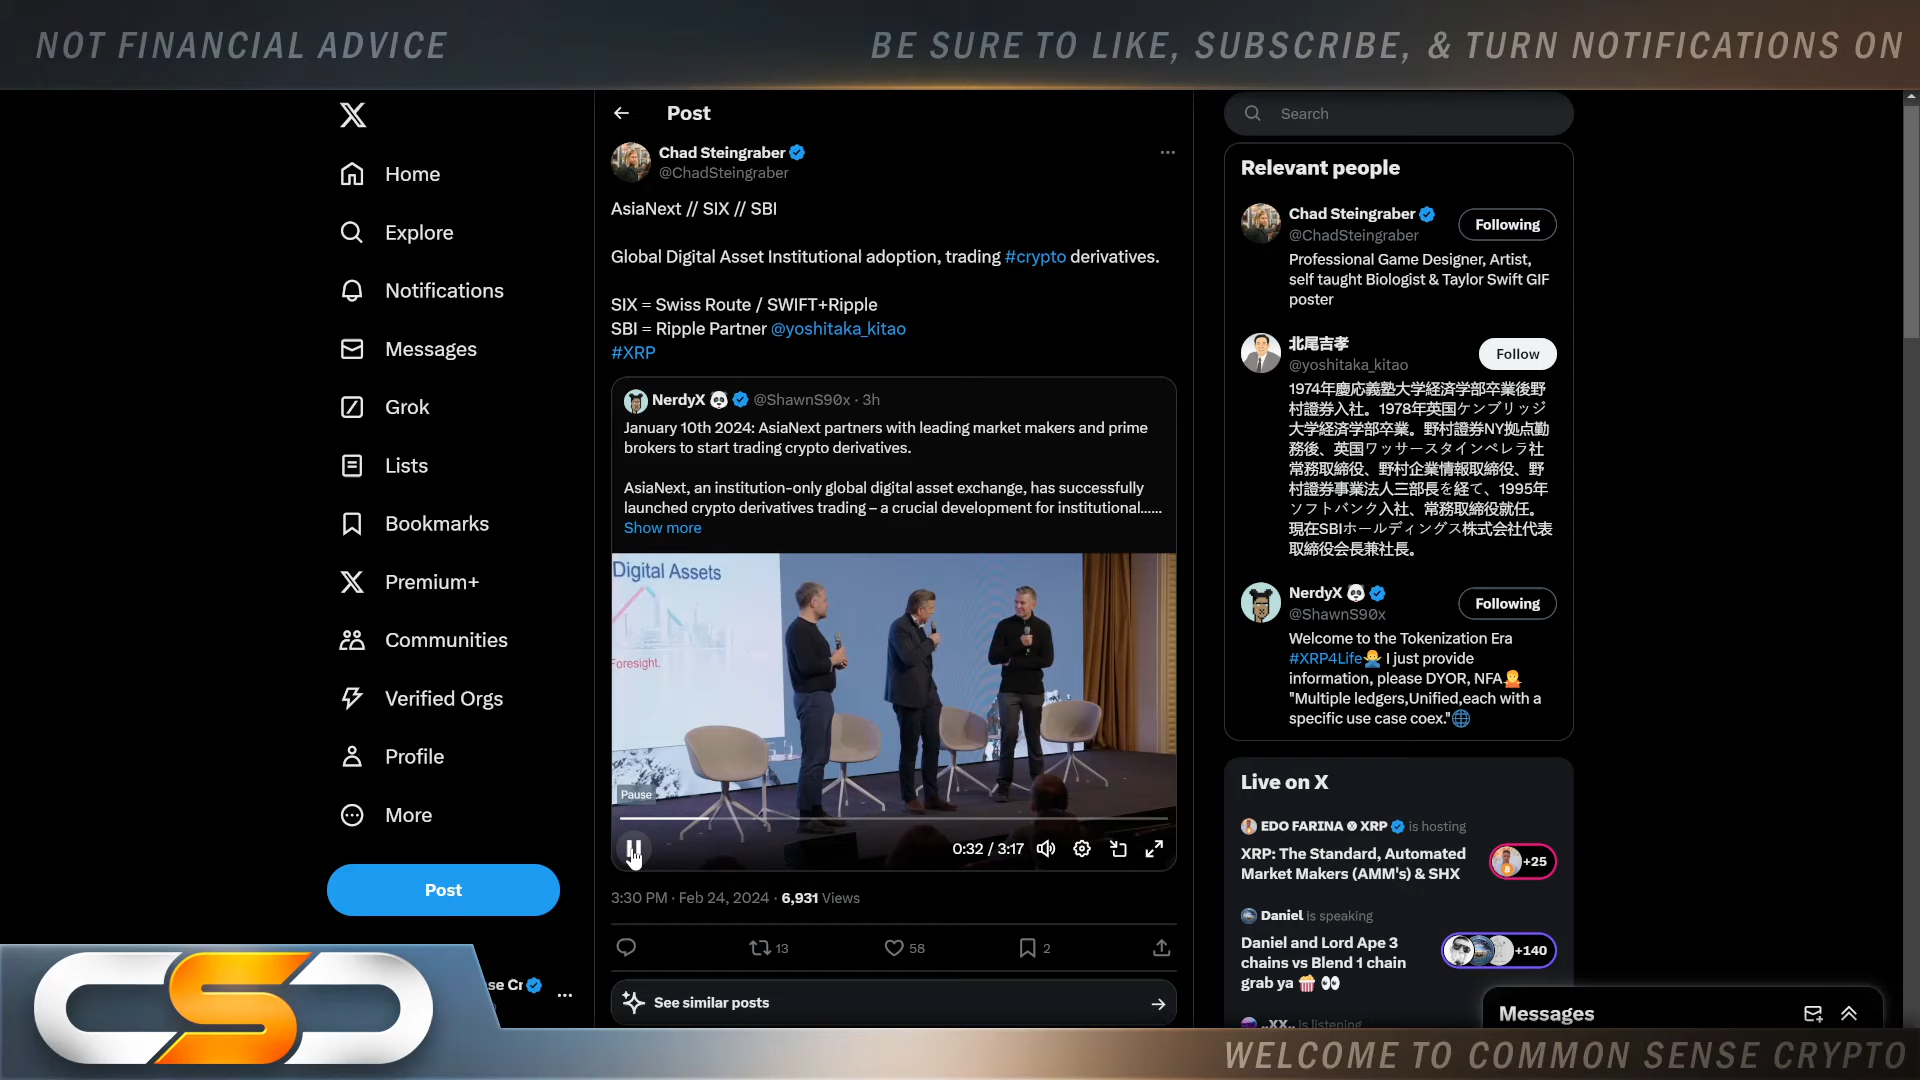 NOT FINANCIAL ADVICE
BE SURE TO LIKE, SUBSCRIBE, & TURN NOTIFICATIONS ON
Home
Explore
Notifications
Messages
Grok
Lists
Bookmarks
Premium+
Communities
Verified Orgs
Profile
More
Post
se Cr
Post
Chad Steingraber
@ChadSteingraber
AsiaNext // SIX // SBI
Global Digital Asset Institutional adoption, trading #crypto derivatives.
SIX = Swiss Route / SWIFT+Ripple
SBI = Ripple Partner @yoshitaka_kitao
#XRP
NerdyX 🐼 @ShawnS90x · 3h
January 10th 2024: AsiaNext partners with leading market makers and prime
brokers to start trading crypto derivatives.
AsiaNext, an institution-only global digital asset exchange, has successfully
launched crypto derivatives trading – a crucial development for institutional......
Show more
Digital Assets
Foresight.
Pause
0:32 / 3:17
3:30 PM · Feb 24, 2024 · 6,931 Views
13
58
2
See similar posts
Search
Relevant people
Chad Steingraber
@ChadSteingraber
Following
Professional Game Designer, Artist,
self taught Biologist & Taylor Swift GIF
poster
北尾吉孝
@yoshitaka_kitao
Follow
1974年慶応義塾大学経済学部卒業後野
村證券入社。1978年英国ケンブリッジ
大学経済学部卒業。野村證券NY拠点勤
務後、英国ワッサースタインペレラ社
常務取締役、野村企業情報取締役、野
村證券事業法人三部長を経て、1995年
ソフトバンク入社、常務取締役就任。
現在SBIホールディングス株式会社代表
取締役会長兼社長。
NerdyX 🐼
@ShawnS90x
Following
Welcome to the Tokenization Era
#XRP4Life🙇‍♂️ I just provide
information, please DYOR, NFA🤷
"Multiple ledgers,Unified,each with a
specific use case coex."🌐
Live on X
EDO FARINA 🅧 XRP is hosting
XRP: The Standard, Automated
Market Makers (AMM's) & SHX
+25
Daniel is speaking
Daniel and Lord Ape 3
chains vs Blend 1 chain
grab ya 🍿 👀
+140
..XX.. is listening
Messages
CSC
WELCOME TO COMMON SENSE CRYPTO